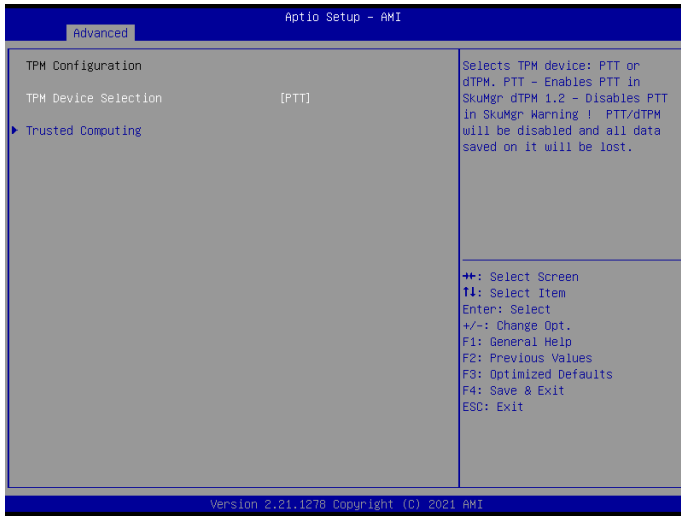 Aptio Setup – AMI
Advanced
TPM Configuration
TPM Device Selection [PTT]
Trusted Computing
Selects TPM device: PTT or
dTPM. PTT – Enables PTT in
SkuMgr dTPM 1.2 – Disables PTT
in SkuMgr Warning ! PTT/dTPM
will be disabled and all data
saved on it will be lost.
→←: Select Screen
↑↓: Select Item
Enter: Select
+/-: Change Opt.
F1: General Help
F2: Previous Values
F3: Optimized Defaults
F4: Save & Exit
ESC: Exit
Version 2.21.1278 Copyright (C) 2021 AMI